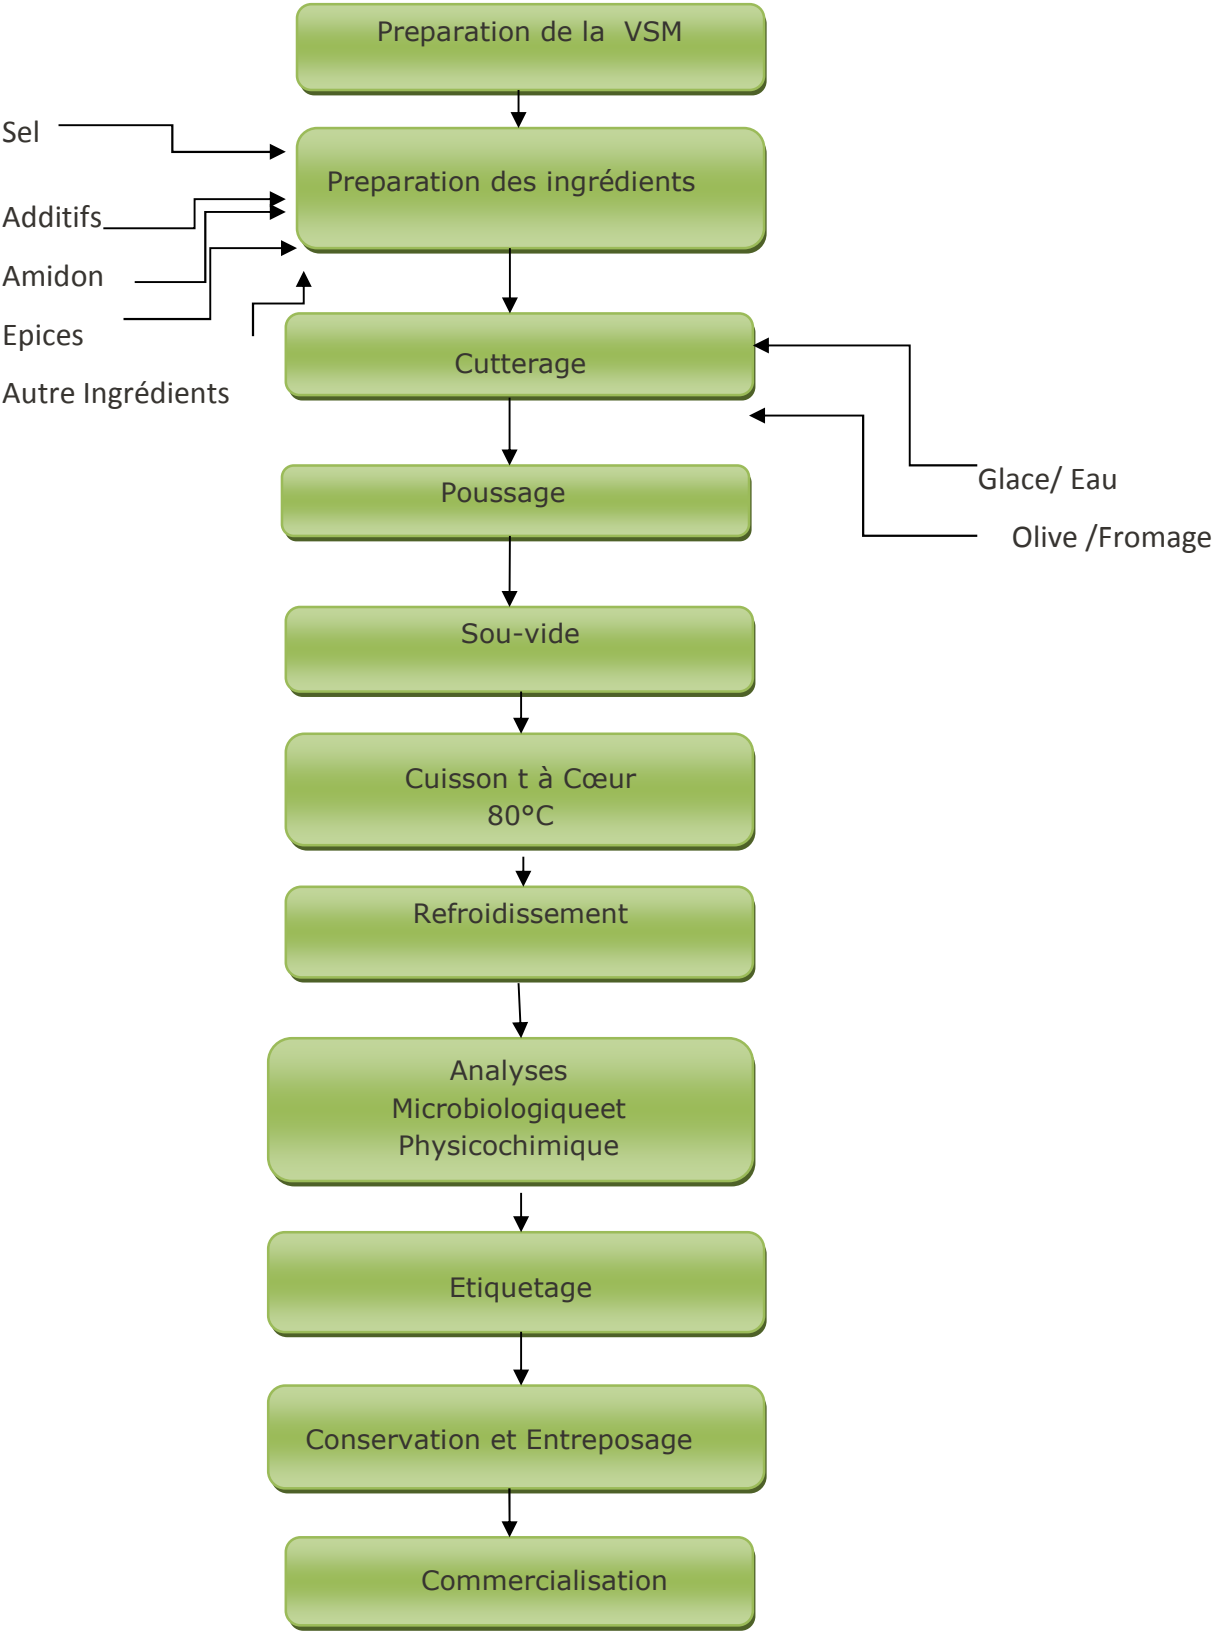 Preparation de la VSM
Sel
Preparation des ingrédients
Additifs
Amidon
Epices
Cutterage
Autre Ingrédients
Glace/ Eau
Poussage
Olive /Fromage
Sou-vide
Cuisson t à Cœur
80°C
Refroidissement
Analyses
Microbiologiqueet
Physicochimique
Etiquetage
Conservation et Entreposage
Commercialisation